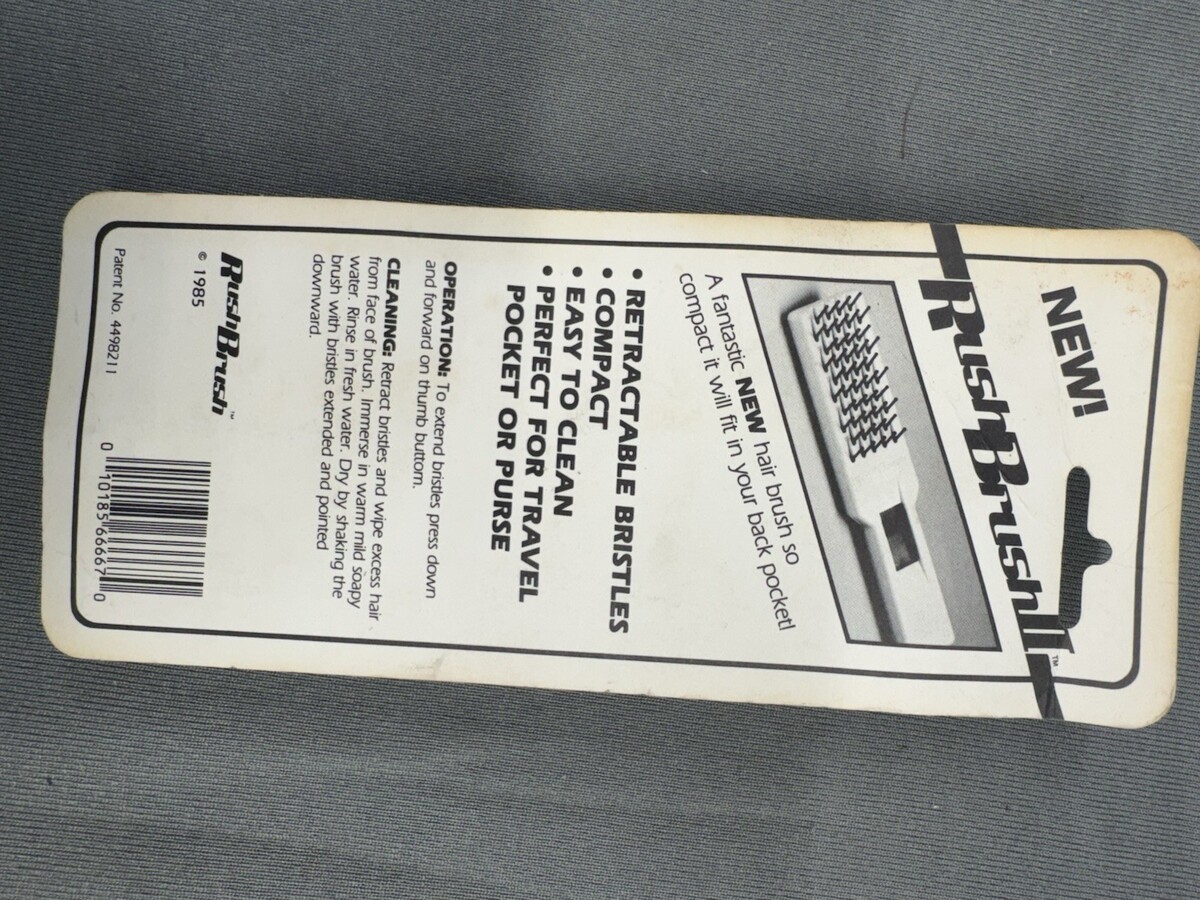 NEW!
RushBrush™
A fantastic NEW hair brush so
compact it will fit in your back pocket!
• RETRACTABLE BRISTLES
• COMPACT
• EASY TO CLEAN
• PERFECT FOR TRAVEL
POCKET OR PURSE
OPERATION: To extend bristles press down
and forward on thumb buttom.
CLEANING: Retract bristles and wipe excess hair
from face of brush. Immerse in warm mild soapy
water. Rinse in fresh water. Dry by shaking the
brush with bristles extended and pointed
downward.
RushBrush™
© 1985
Patent No. 4498211
0 10185 66667 0